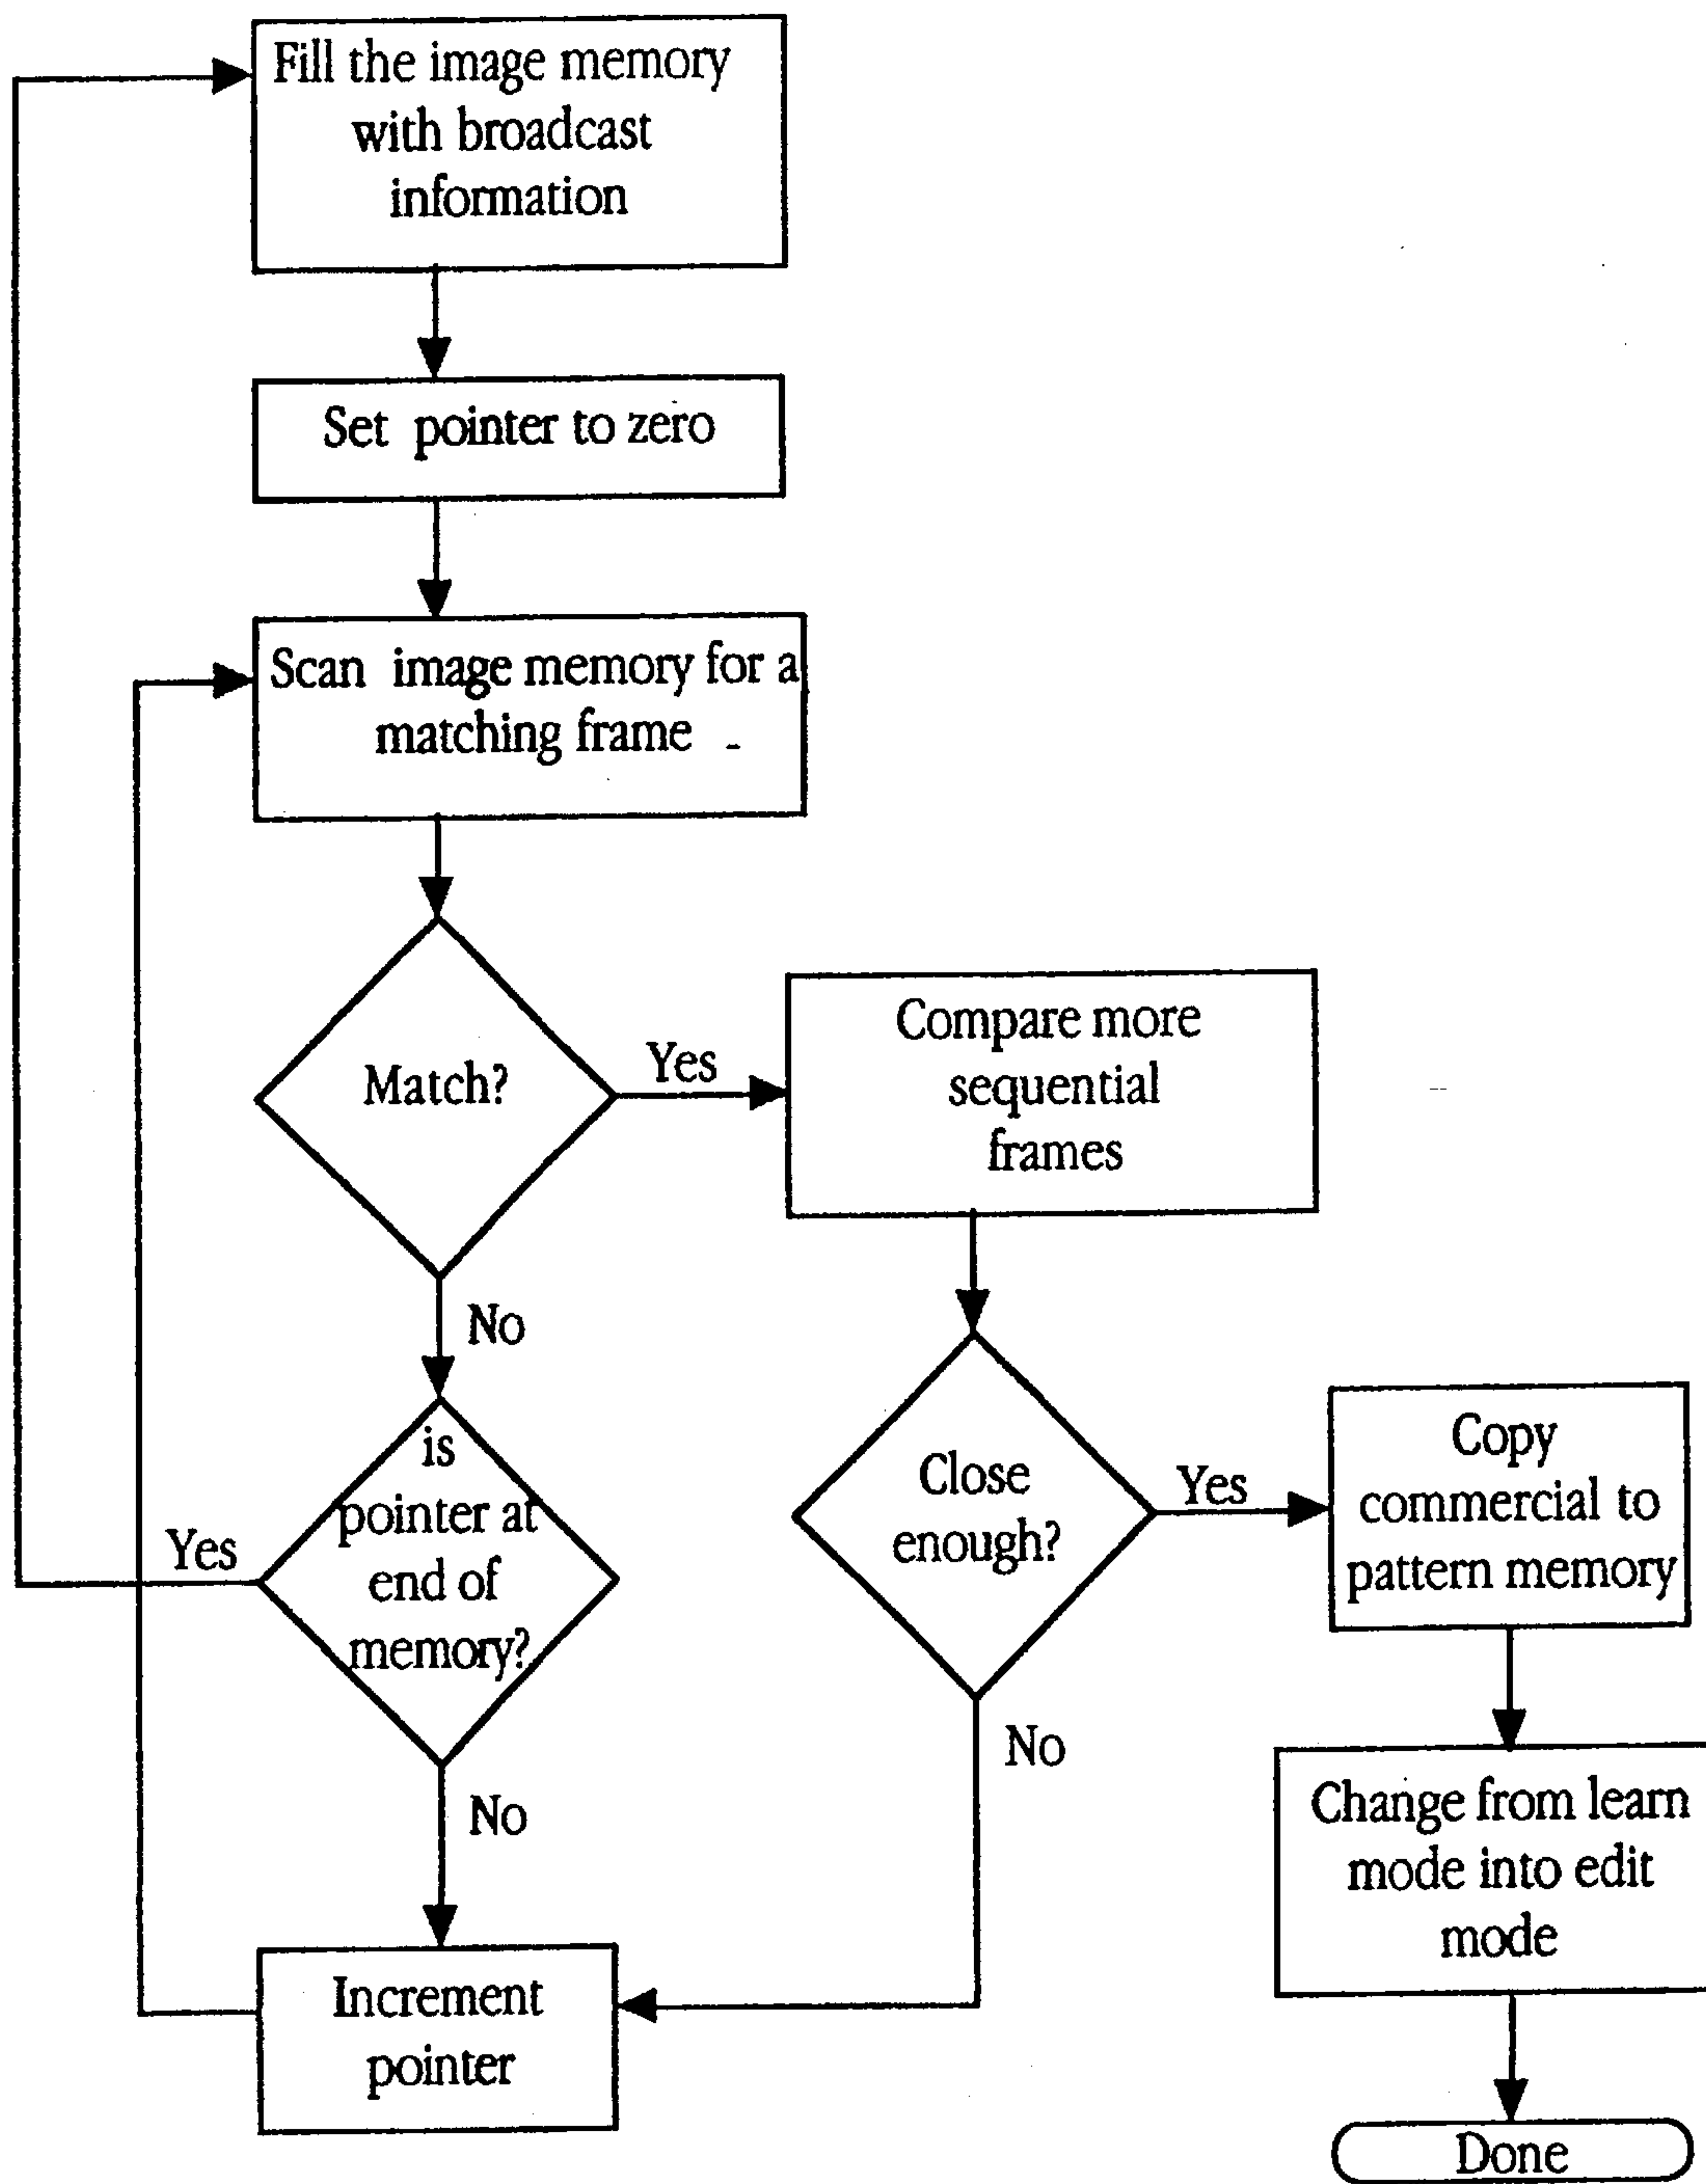 Fill the image memory
with broadcast
information
Set pointer to zero
Scan image memory for a
matching frame
Match?
Yes
Compare more
sequential
frames
No
is
pointer at
end of
memory?
Yes
No
Close
enough?
Yes
No
Copy
commercial to
pattern memory
Change from learn
mode into edit
mode
Increment
pointer
Done